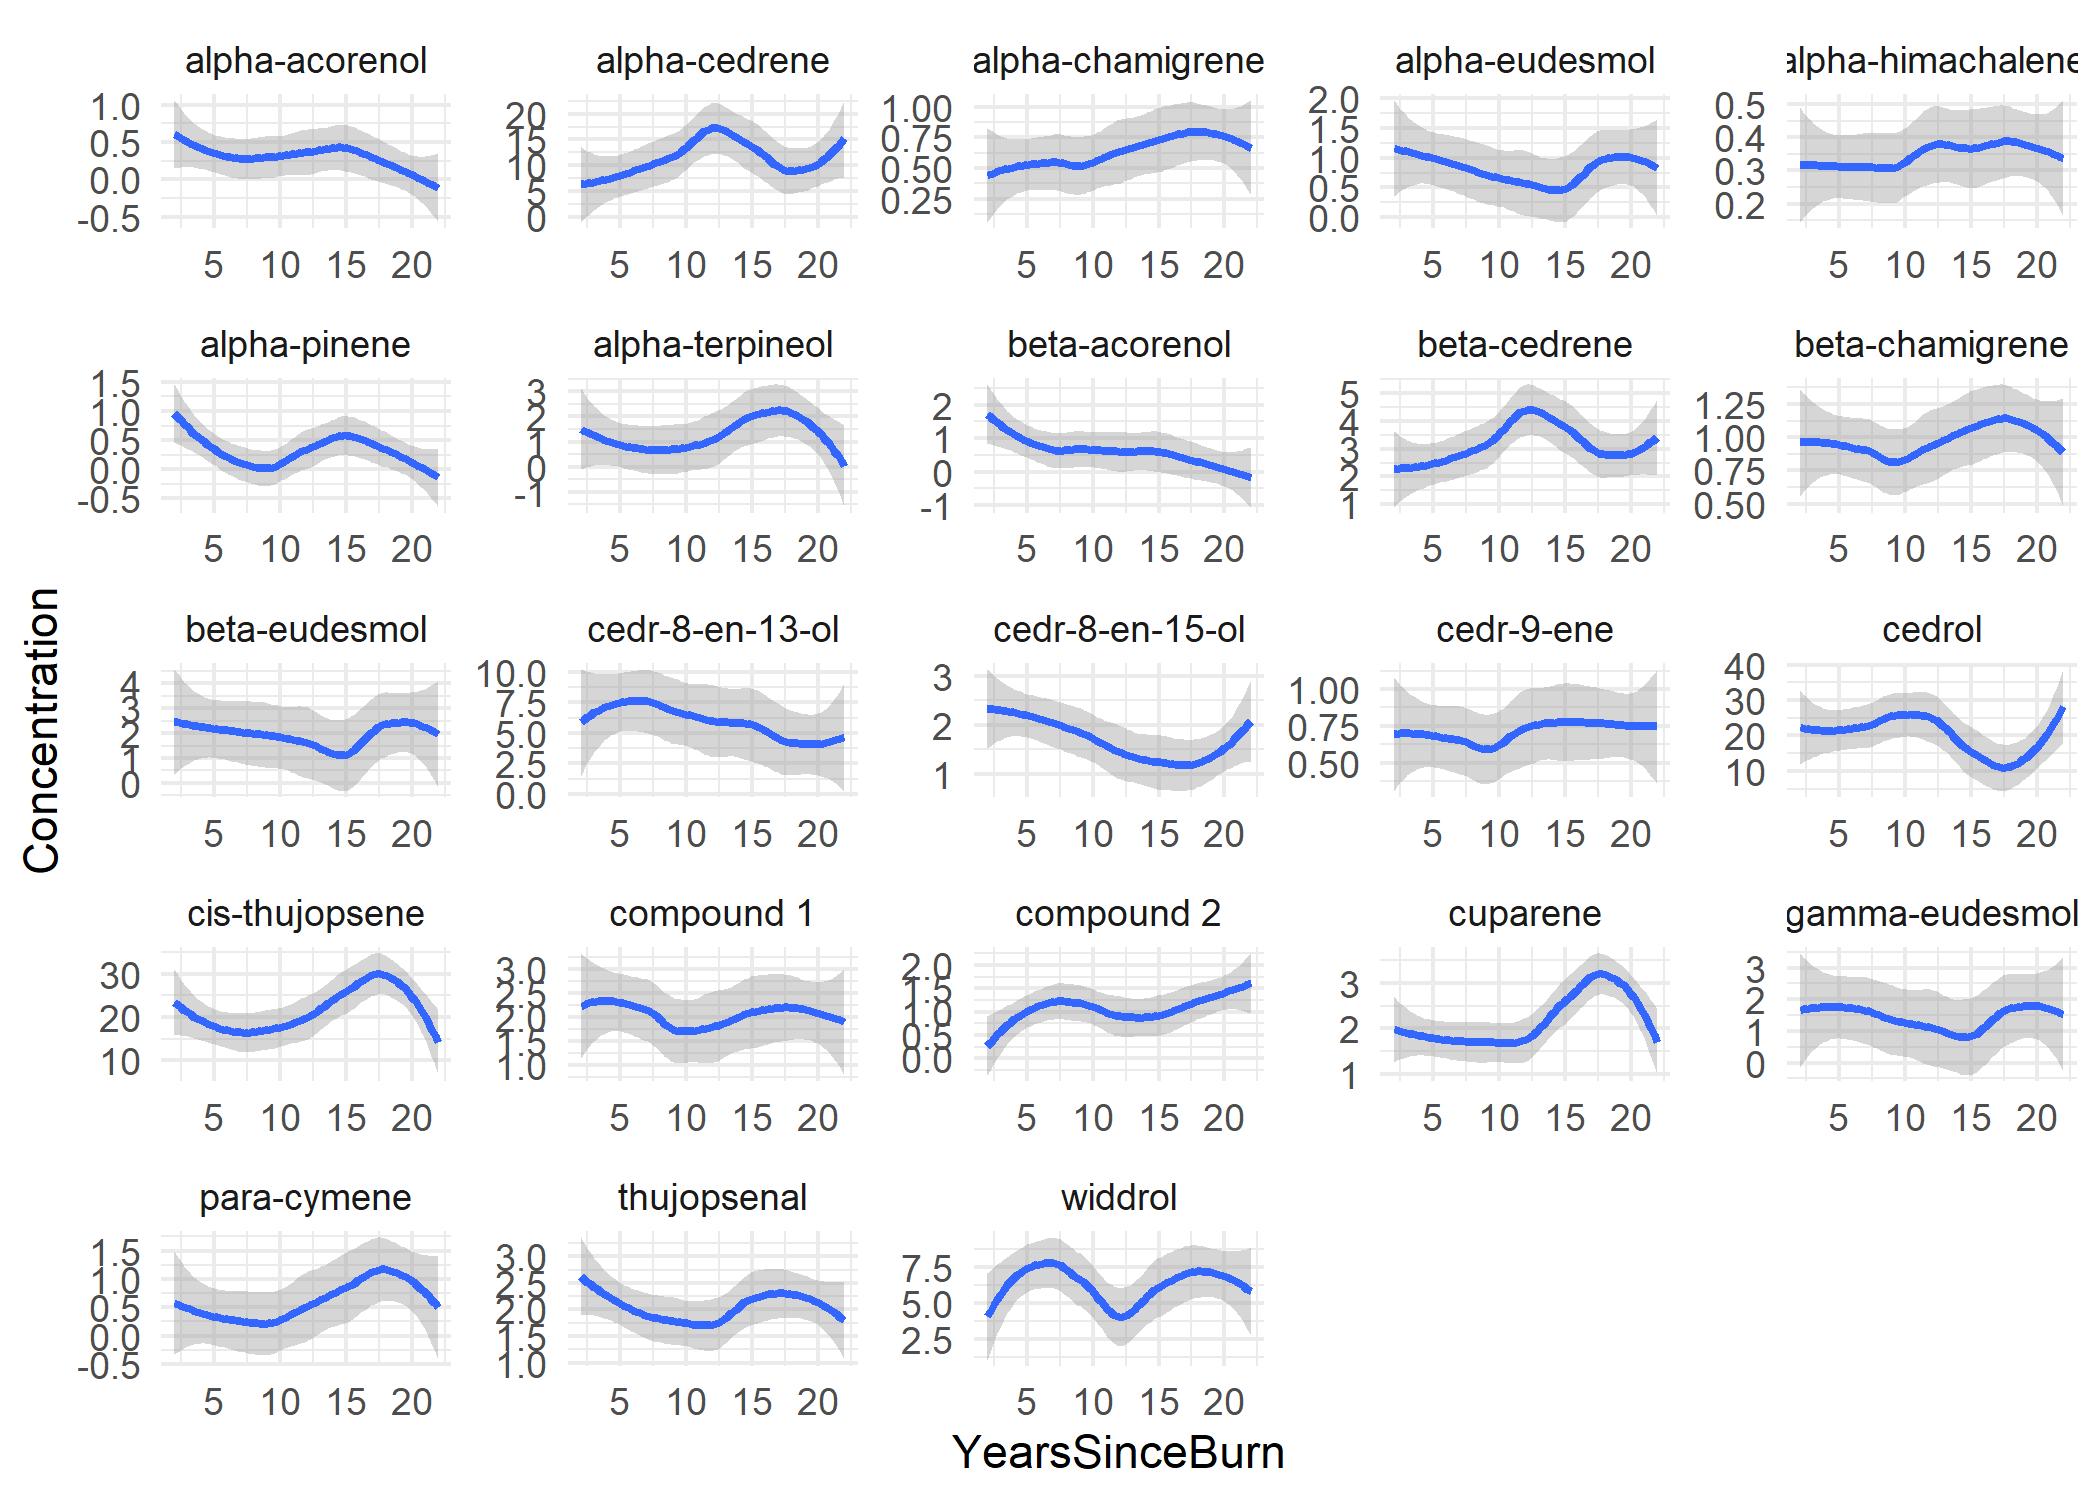 alpha-acorenol alpha-cedrene alpha-chamigrene alpha-eudesmol alpha-himachalene
1.0 0.5 0.0 -0.5
20 15 10 5 0
1.00 0.75 0.50 0.25
2.0 1.5 1.0 0.5 0.0
0.5 0.4 0.3 0.2
5 10 15 20 5 10 15 20 5 10 15 20 5 10 15 20 5 10 15 20
alpha-pinene alpha-terpineol beta-acorenol beta-cedrene beta-chamigrene
1.5 1.0 0.5 0.0 -0.5
3 2 1 0 -1
2 1 0 -1
5 4 3 2 1
1.25 1.00 0.75 0.50
5 10 15 20 5 10 15 20 5 10 15 20 5 10 15 20 5 10 15 20
Concentration
beta-eudesmol cedr-8-en-13-ol cedr-8-en-15-ol cedr-9-ene cedrol
4 3 2 1 0
10.0 7.5 5.0 2.5 0.0
3 2 1
1.00 0.75 0.50
40 30 20 10
5 10 15 20 5 10 15 20 5 10 15 20 5 10 15 20 5 10 15 20
cis-thujopsene compound 1 compound 2 cuparene gamma-eudesmol
30 20 10
3.0 2.5 2.0 1.5 1.0
2.0 1.5 1.0 0.5 0.0
3 2 1
3 2 1 0
5 10 15 20 5 10 15 20 5 10 15 20 5 10 15 20 5 10 15 20
para-cymene thujopsenal widdrol
1.5 1.0 0.5 0.0 -0.5
3.0 2.5 2.0 1.5 1.0
7.5 5.0 2.5
5 10 15 20 5 10 15 20 5 10 15 20
YearsSinceBurn